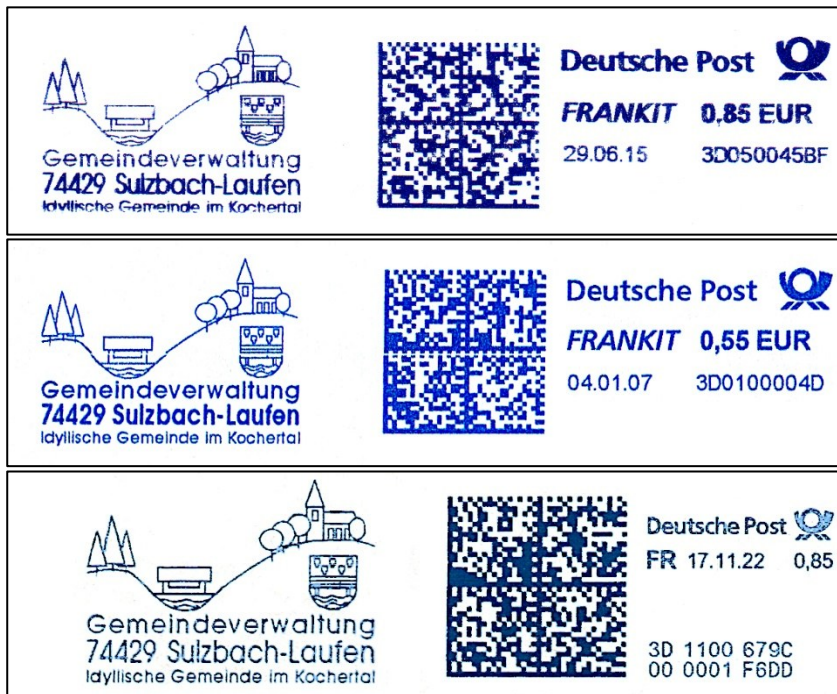 Gemeindeverwaltung
74429 Sulzbach-Laufen
Idyllische Gemeinde im Kochertal
Deutsche Post
FRANKIT 0,85 EUR
29.06.15 3D050045BF
Gemeindeverwaltung
74429 Sulzbach-Laufen
Idyllische Gemeinde im Kochertal
Deutsche Post
FRANKIT 0,55 EUR
04.01.07 3D0100004D
Gemeindeverwaltung
74429 Sulzbach-Laufen
Idyllische Gemeinde im Kochertal
Deutsche Post
FR 17.11.22 0,85
3D 1100 679C
00 0001 F6DD